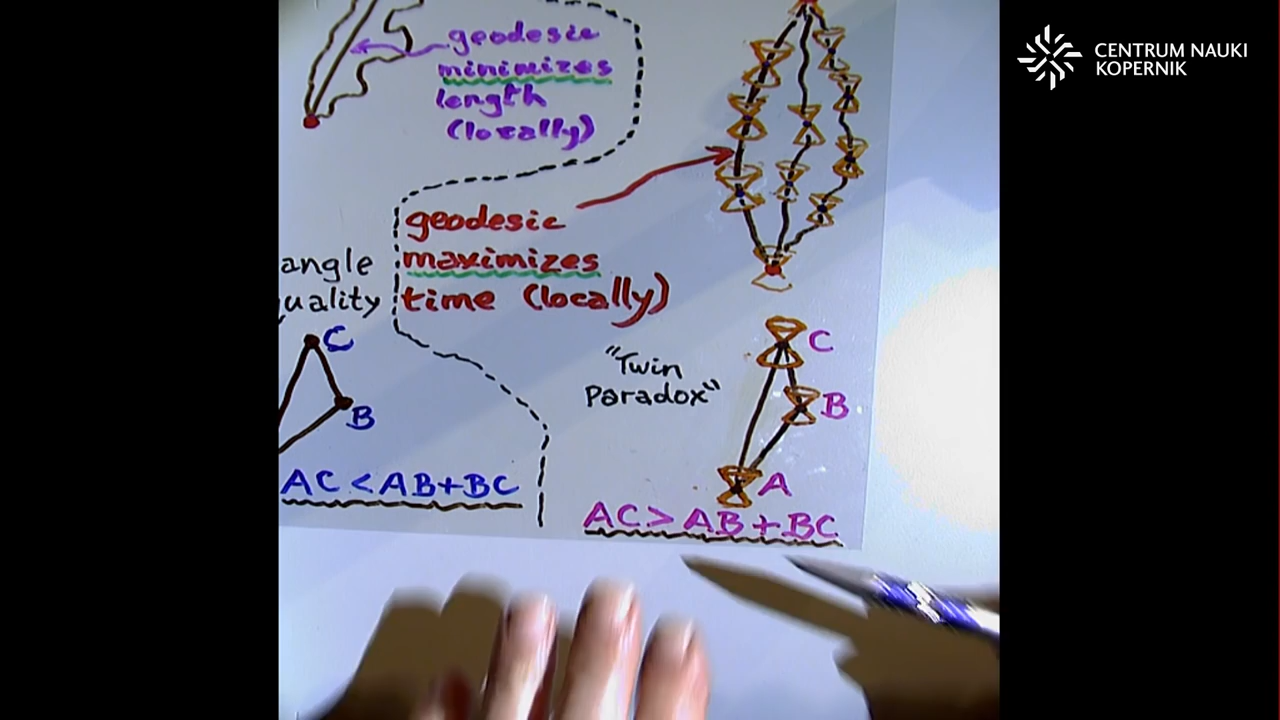 CENTRUM NAUKI
KOPERNIK
geodesic
minimizes
length
(locally)
geodesic
maximizes
time (locally)
angle
uality
C
B
AC < AB+BC
"Twin
Paradox"
C
B
A
AC > AB + BC